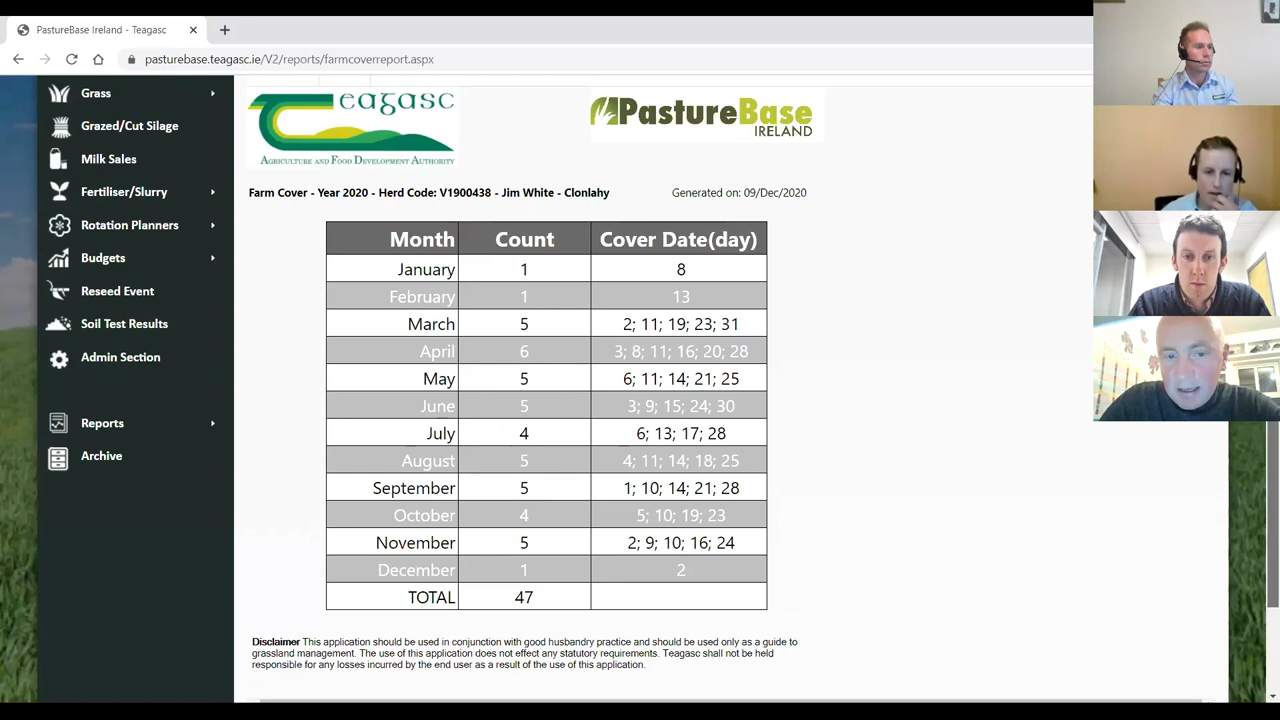 PastureBase Ireland - Teagasc
pasturebase.teagasc.ie/V2/reports/farmcoverreport.aspx
Grass
Grazed/Cut Silage
Milk Sales
Fertiliser/Slurry
Rotation Planners
Budgets
Reseed Event
Soil Test Results
Admin Section
Reports
Archive
eagasc
AGRICULTURE AND FOOD DEVELOPMENT AUTHORITY
PastureBase
IRELAND
Farm Cover - Year 2020 - Herd Code: V1900438 - Jim White - Clonlahy Generated on: 09/Dec/2020
Month Count Cover Date(day)
January 1 8
February 1 13
March 5 2; 11; 19; 23; 31
April 6 3; 8; 11; 16; 20; 28
May 5 6; 11; 14; 21; 25
June 5 3; 9; 15; 24; 30
July 4 6; 13; 17; 28
August 5 4; 11; 14; 18; 25
September 5 1; 10; 14; 21; 28
October 4 5; 10; 19; 23
November 5 2; 9; 10; 16; 24
December 1 2
TOTAL 47
Disclaimer This application should be used in conjunction with good husbandry practice and should be used only as a guide to
grassland management. The use of this application does not effect any statutory requirements. Teagasc shall not be held
responsible for any losses incurred by the end user as a result of the use of this application.